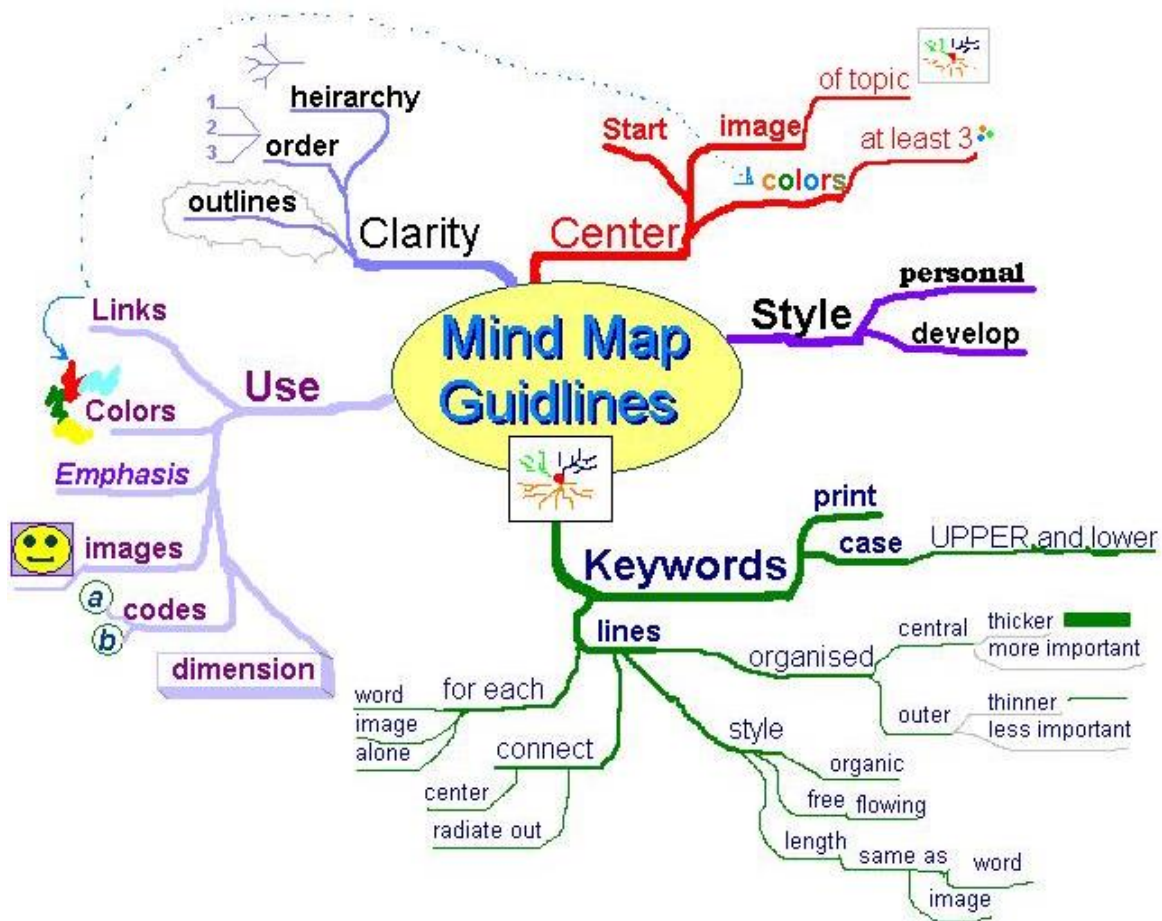 Mind Map
Guidlines
Center
Start
image
of topic
colors
at least 3
Style
personal
develop
Keywords
print
case
UPPER and lower
lines
organised
central
thicker
more important
outer
thinner
less important
style
organic
free
flowing
length
same as
word
image
connect
center
radiate out
for each
word
image
alone
Use
Links
Colors
Emphasis
images
codes
a
b
dimension
Clarity
heirarchy
order
1
2
3
outlines